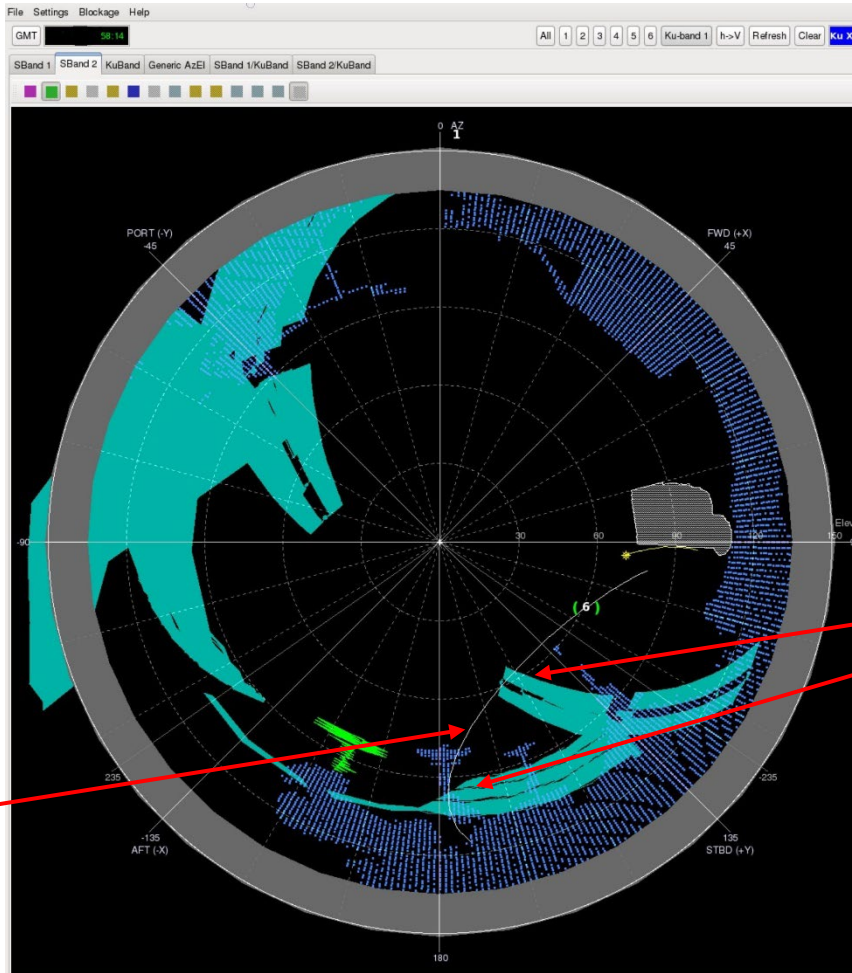 File Settings Blockage Help
GMT 58:14 All 1 2 3 4 5 6 Ku-band 1 h->V Refresh Clear Ku X
SBand 1 SBand 2 KuBand Generic AzEl SBand 1/KuBand SBand 2/KuBand
0 AZ
1
PORT (-Y)
-45
FWD (+X)
45
Elev
-90 30 60 90 120 150
( 6 )
235
-235
-135
AFT (-X)
135
STBD (+Y)
180